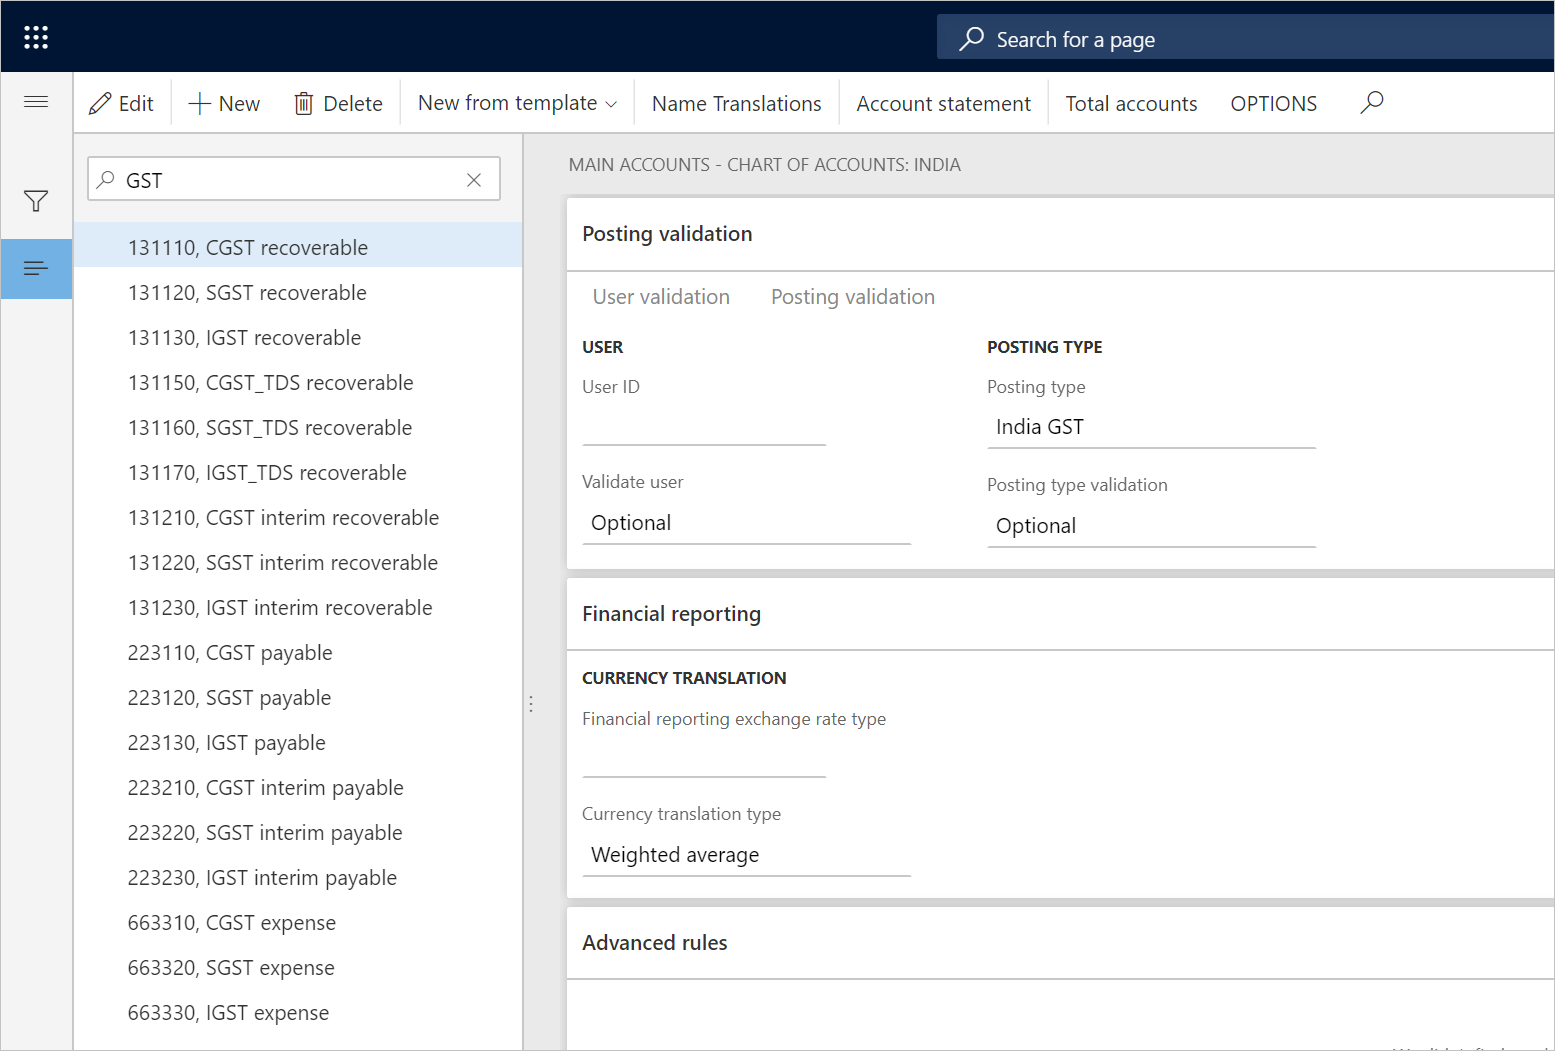 Search for a page
Edit
New
Delete
New from template
Name Translations
Account statement
Total accounts
OPTIONS
GST
131110, CGST recoverable
131120, SGST recoverable
131130, IGST recoverable
131150, CGST_TDS recoverable
131160, SGST_TDS recoverable
131170, IGST_TDS recoverable
131210, CGST interim recoverable
131220, SGST interim recoverable
131230, IGST interim recoverable
223110, CGST payable
223120, SGST payable
223130, IGST payable
223210, CGST interim payable
223220, SGST interim payable
223230, IGST interim payable
663310, CGST expense
663320, SGST expense
663330, IGST expense
MAIN ACCOUNTS - CHART OF ACCOUNTS: INDIA
Posting validation
User validation
Posting validation
USER
User ID
Validate user
Optional
POSTING TYPE
Posting type
India GST
Posting type validation
Optional
Financial reporting
CURRENCY TRANSLATION
Financial reporting exchange rate type
Currency translation type
Weighted average
Advanced rules